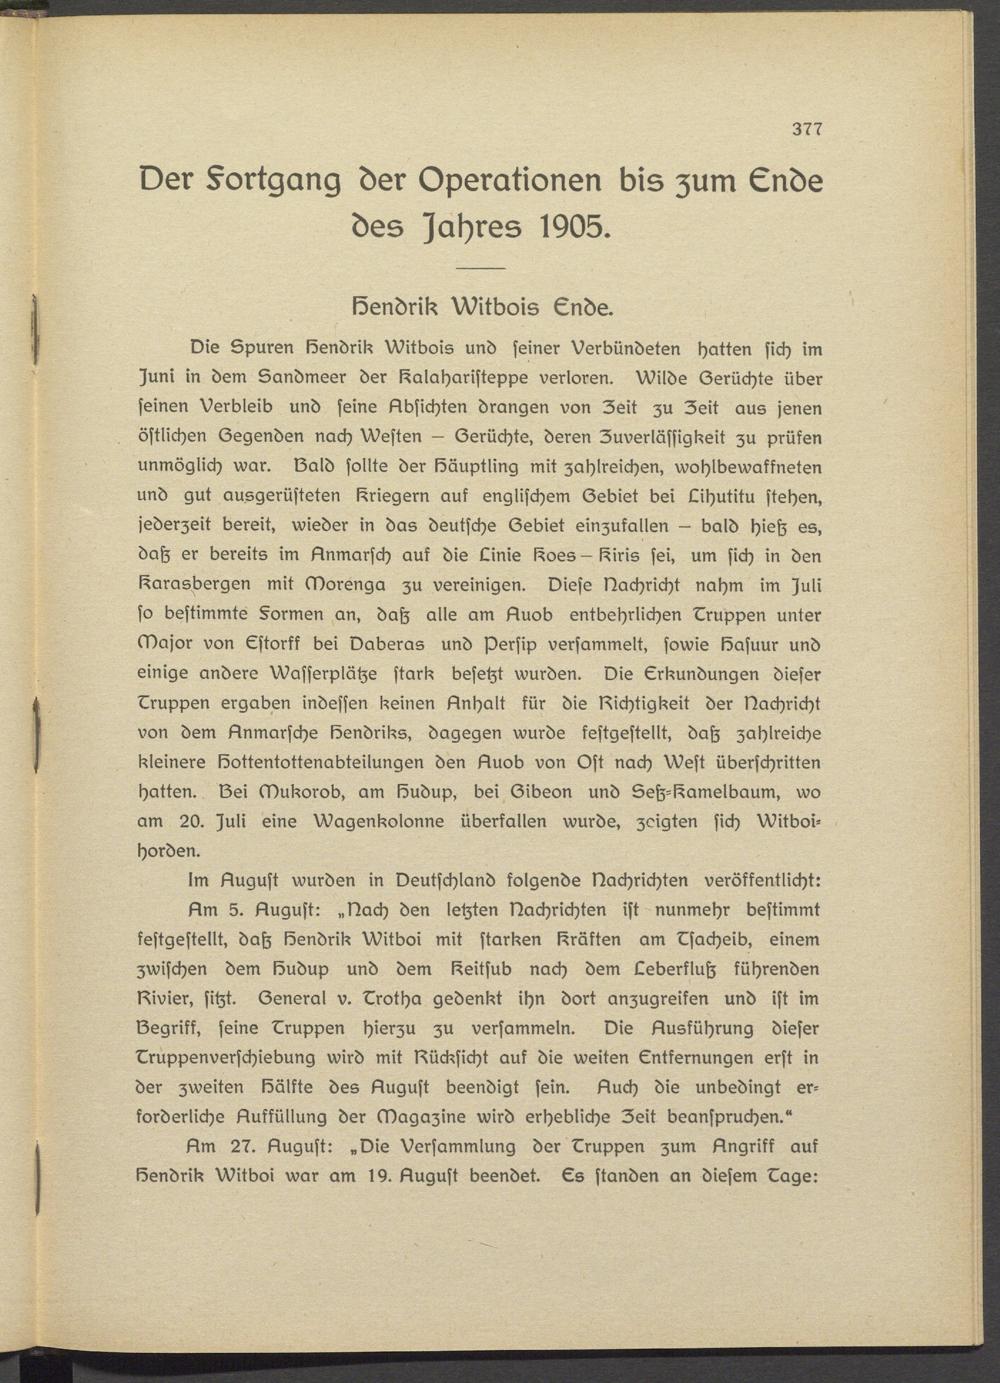 377
Der Fortgang der Operationen bis zum Ende
des Jahres 1905.
Hendrik Witbois Ende.
Die Spuren Hendrik Witbois und ſeiner Verbündeten hatten ſich im
Juni in dem Sandmeer der Kalahariſteppe verloren. Wilde Gerüchte über
ſeinen Verbleib und ſeine Abſichten drangen von Zeit zu Zeit aus jenen
öſtlichen Gegenden nach Weſten — Gerüchte, deren Zuverläſſigkeit zu prüfen
unmöglich war. Bald ſollte der Häuptling mit zahlreichen, wohlbewaffneten
und gut ausgerüſteten Kriegern auf engliſchem Gebiet bei Lihutitu ſtehen,
jederzeit bereit, wieder in das deutſche Gebiet einzufallen — bald hieß es,
daß er bereits im Anmarſch auf die Linie Koes—Kiris ſei, um ſich in den
Karasbergen mit Morenga zu vereinigen. Dieſe Nachricht nahm im Juli
ſo beſtimmte Formen an, daß alle am Auob entbehrlichen Truppen unter
Major von Eſtorff bei Daberas und Perſip verſammelt, ſowie Haſuur und
einige andere Waſſerplätze ſtark beſetzt wurden. Die Erkundungen dieſer
Truppen ergaben indeſſen keinen Anhalt für die Richtigkeit der Nachricht
von dem Anmarſche Hendriks, dagegen wurde feſtgeſtellt, daß zahlreiche
kleinere Hottentottenabteilungen den Auob von Oſt nach Weſt überſchritten
hatten. Bei Mukorob, am Hudup, bei Gibeon und Seß-Kamelbaum, wo
am 20. Juli eine Wagenkolonne überfallen wurde, zeigten ſich Witboi-
horden.
Im Auguſt wurden in Deutſchland folgende Nachrichten veröffentlicht:
Am 5. Auguſt: „Nach den letzten Nachrichten iſt nunmehr beſtimmt
feſtgeſtellt, daß Hendrik Witboi mit ſtarken Kräften am Tſacheib, einem
zwiſchen dem Hudup und dem Keitſub nach dem Leberfluß führenden
Rivier, ſitzt. General v. Trotha gedenkt ihn dort anzugreifen und iſt im
Begriff, ſeine Truppen hierzu zu verſammeln. Die Ausführung dieſer
Truppenverſchiebung wird mit Rückſicht auf die weiten Entfernungen erſt in
der zweiten Hälfte des Auguſt beendigt ſein. Auch die unbedingt er-
forderliche Auffüllung der Magazine wird erhebliche Zeit beanſpruchen.“
Am 27. Auguſt: „Die Verſammlung der Truppen zum Angriff auf
Hendrik Witboi war am 19. Auguſt beendet. Es ſtanden an dieſem Tage: